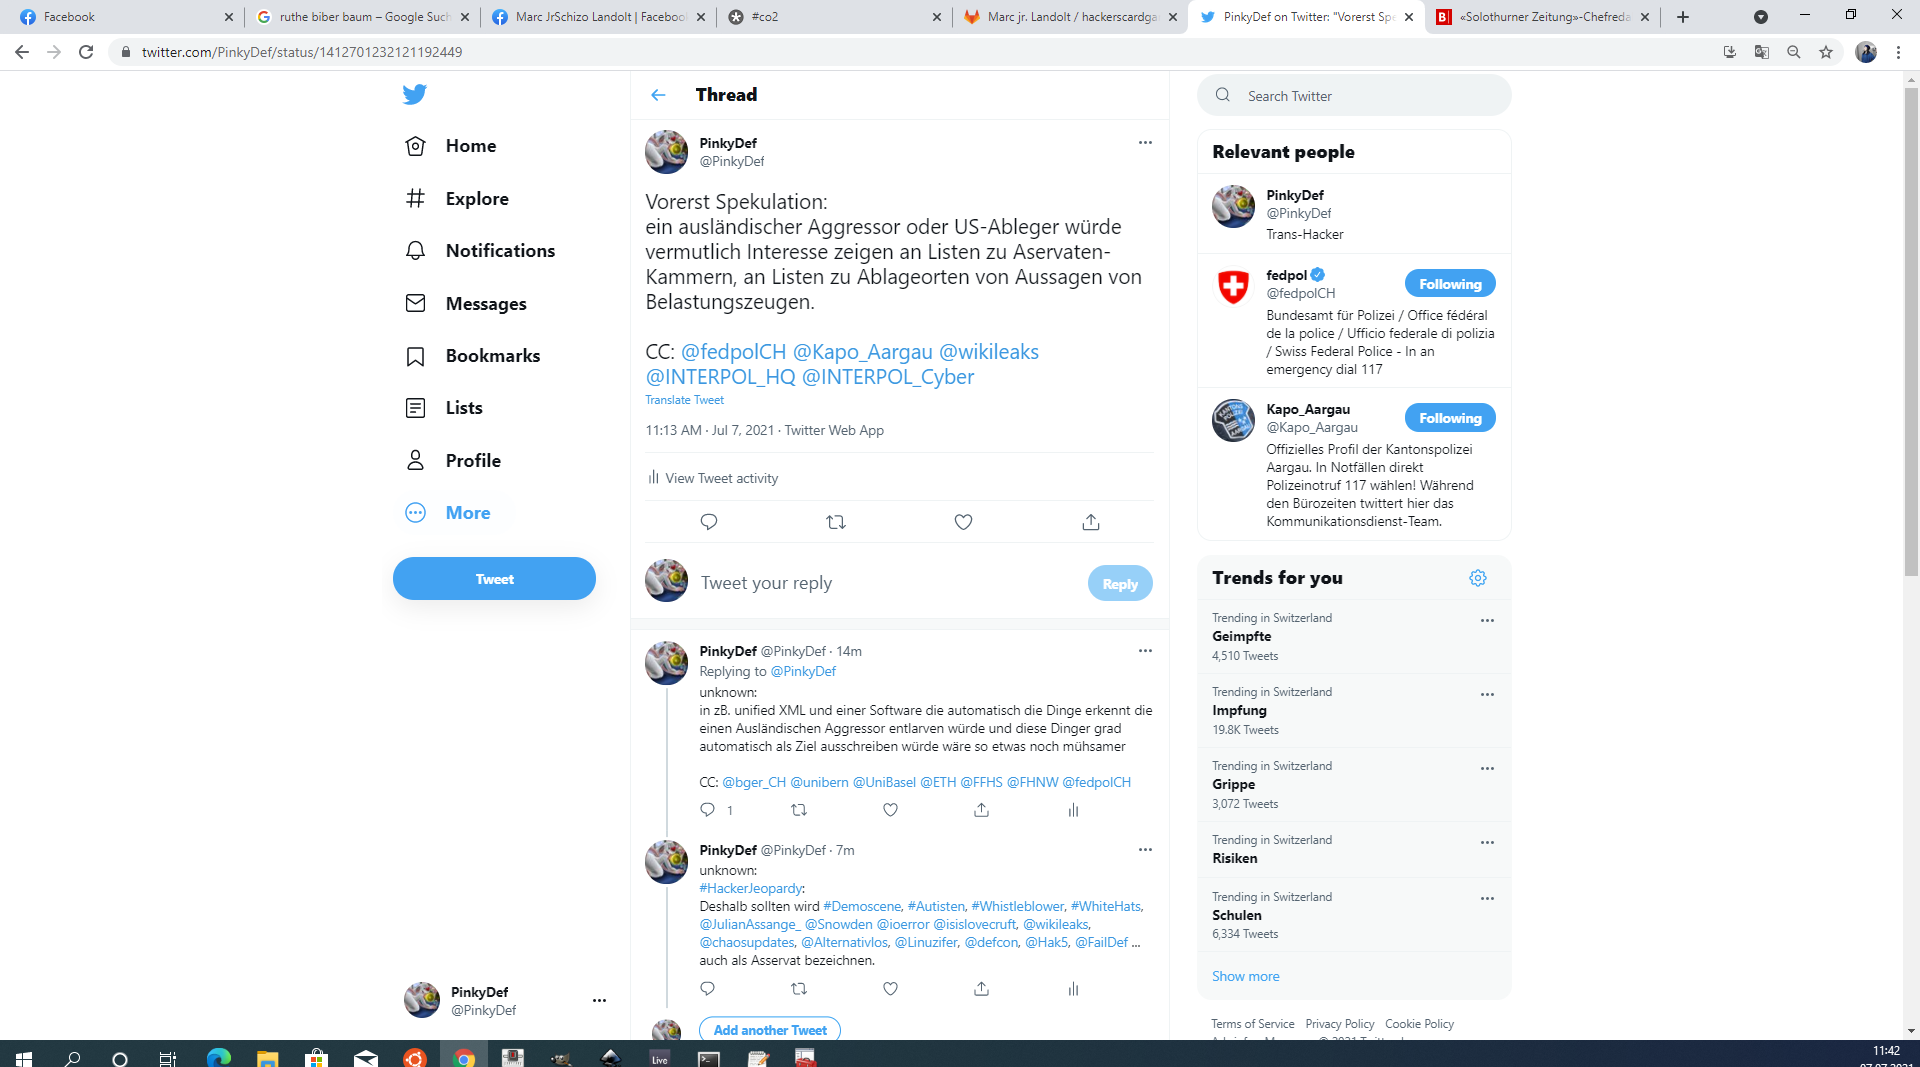 Facebook
ruthe biber baum – Google Such
Marc JrSchizo Landolt | Facebook
#co2
Marc jr. Landolt / hackerscardga
PinkyDef on Twitter: "Vorerst Spe
«Solothurner Zeitung»-Chefreda
twitter.com/PinkyDef/status/1412701232121192449
Home
Explore
Notifications
Messages
Bookmarks
Lists
Profile
More
Tweet
PinkyDef
@PinkyDef
Thread
PinkyDef
@PinkyDef
Vorerst Spekulation:
ein ausländischer Aggressor oder US-Ableger würde
vermutlich Interesse zeigen an Listen zu Aservaten-
Kammern, an Listen zu Ablageorten von Aussagen von
Belastungszeugen.
CC: @fedpolCH @Kapo_Aargau @wikileaks
@INTERPOL_HQ @INTERPOL_Cyber
Translate Tweet
11:13 AM · Jul 7, 2021 · Twitter Web App
View Tweet activity
Tweet your reply
Reply
PinkyDef @PinkyDef · 14m
Replying to @PinkyDef
unknown:
in zB. unified XML und einer Software die automatisch die Dinge erkennt die
einen Ausländischen Aggressor entlarven würde und diese Dinger grad
automatisch als Ziel ausschreiben würde wäre so etwas noch mühsamer
CC: @bger_CH @unibern @UniBasel @ETH @FFHS @FHNW @fedpolCH
1
PinkyDef @PinkyDef · 7m
unknown:
#HackerJeopardy:
Deshalb sollten wird #Demoscene, #Autisten, #Whistleblower, #WhiteHats,
@JulianAssange_ @Snowden @ioerror @isislovecruft, @wikileaks,
@chaosupdates, @Alternativlos, @Linuzifer, @defcon, @Hak5, @FailDef ...
auch als Asservat bezeichnen.
Add another Tweet
Search Twitter
Relevant people
PinkyDef
@PinkyDef
Trans-Hacker
fedpol
@fedpolCH
Following
Bundesamt für Polizei / Office fédéral
de la police / Ufficio federale di polizia
/ Swiss Federal Police - In an
emergency dial 117
Kapo_Aargau
@Kapo_Aargau
Following
Offizielles Profil der Kantonspolizei
Aargau. In Notfällen direkt
Polizeinotruf 117 wählen! Während
den Bürozeiten twittert hier das
Kommunikationsdienst-Team.
Trends for you
Trending in Switzerland
Geimpfte
4,510 Tweets
Trending in Switzerland
Impfung
19.8K Tweets
Trending in Switzerland
Grippe
3,072 Tweets
Trending in Switzerland
Risiken
Trending in Switzerland
Schulen
6,334 Tweets
Show more
Terms of Service Privacy Policy Cookie Policy
Live
11:42